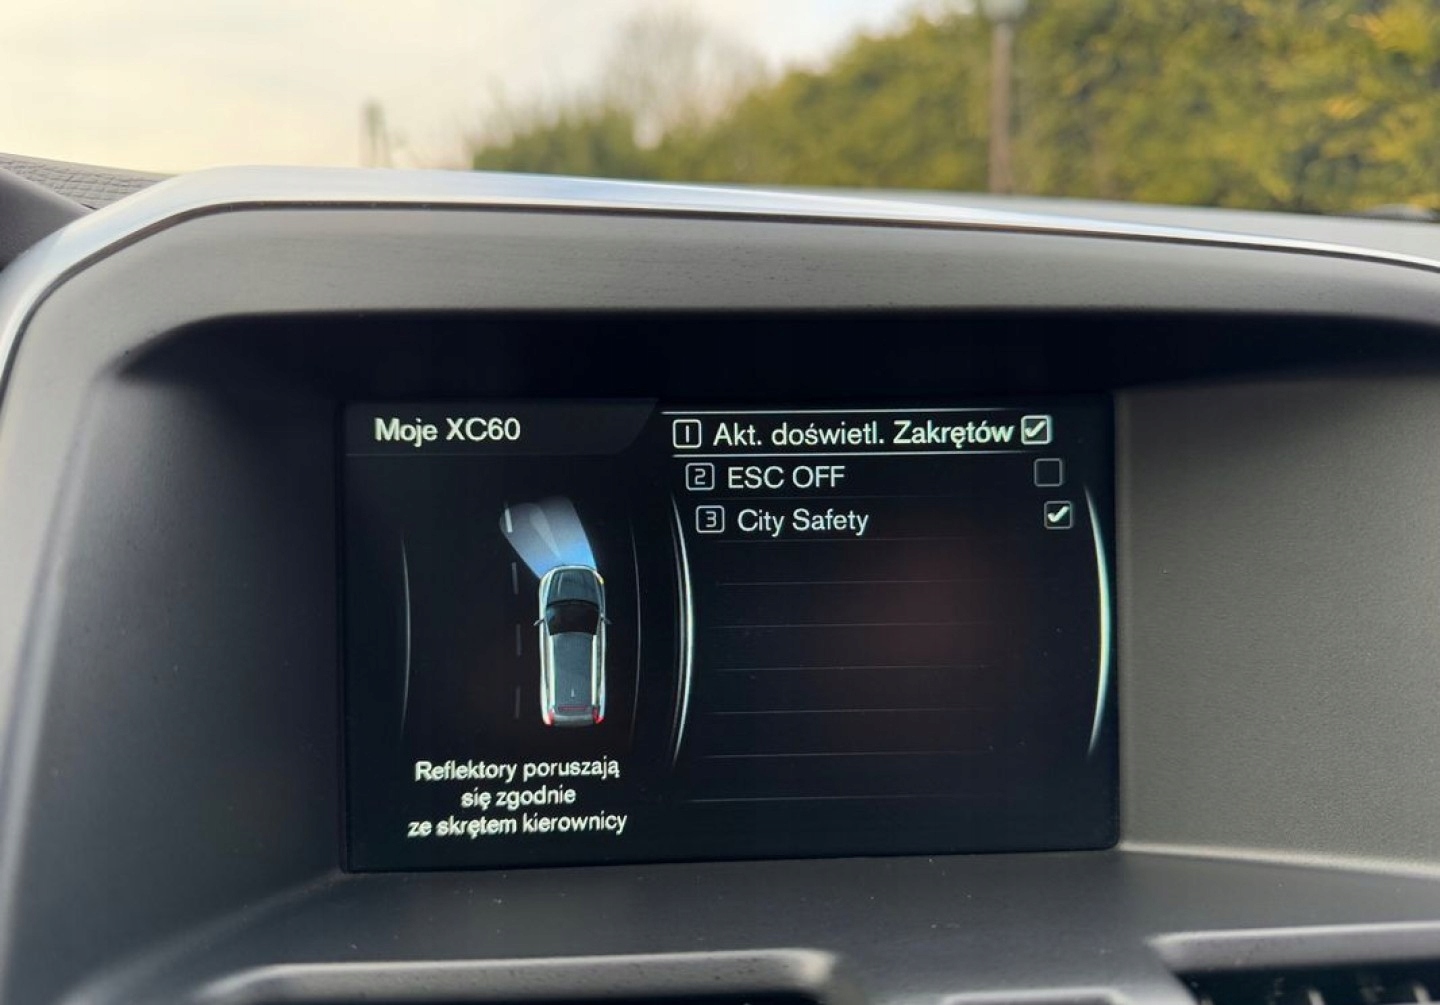 Moje XC60
1 Akt. doświetl. Zakrętów
2 ESC OFF
3 City Safety
Reflektory poruszają
się zgodnie
ze skrętem kierownicy